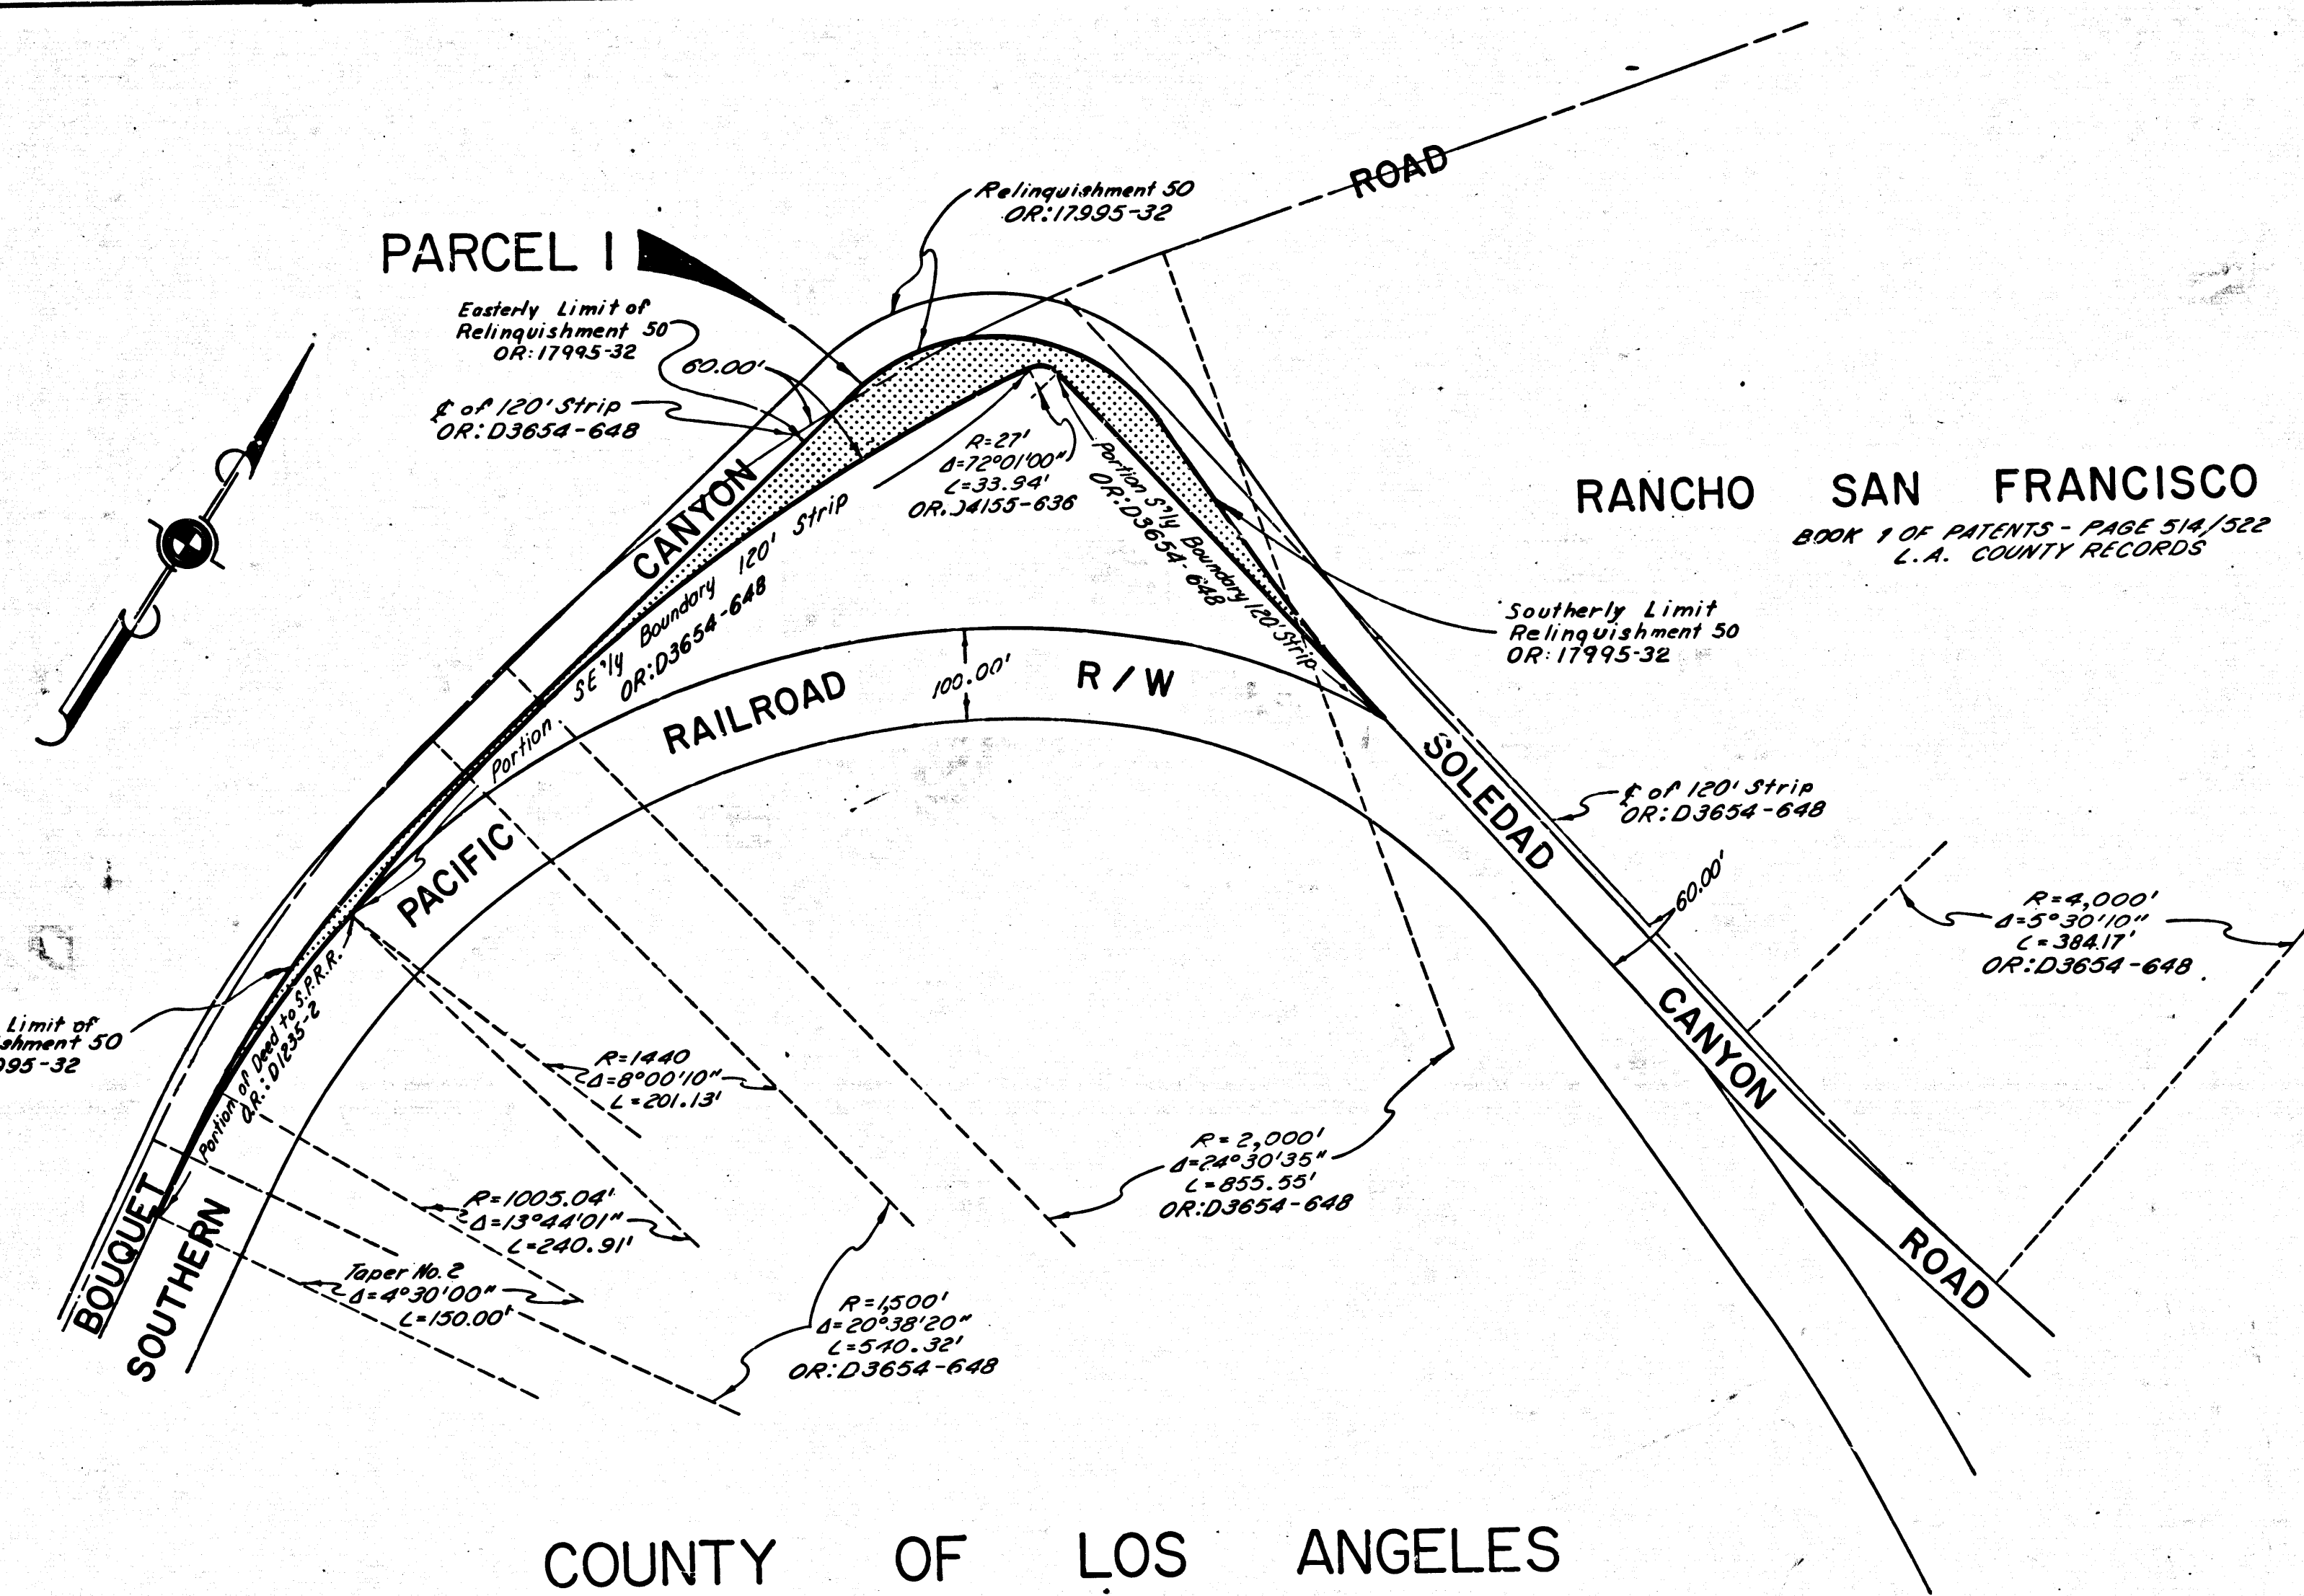 ROAD
Relinquishment 50
OR:17995-32
PARCEL 1
Easterly Limit of
Relinquishment 50
OR:17995-32
60.00'
℄ of 120' Strip
OR:D3654-648
CANYON
R=27'
Δ=72°01'00"
L=33.94'
OR.D4155-636
Portion S'ly Boundary 120' Strip
OR:D3654-648
RANCHO SAN FRANCISCO
BOOK 1 OF PATENTS - PAGE 514/522
L.A. COUNTY RECORDS
Portion SE'ly Boundary 120' Strip
OR:D3654-648
Southerly Limit
Relinquishment 50
OR:17995-32
SOUTHERN PACIFIC RAILROAD R/W
100.00'
SOLEDAD CANYON ROAD
℄ of 120' Strip
OR:D3654-648
60.00'
R=4,000'
Δ=5°30'10"
L=384.17'
OR:D3654-648
Limit of
shment 50
995-32
Portion of Deed to S.P.R.R.
O.R.:D1235-2
R=1440
Δ=8°00'10"
L=201.13'
R=2,000'
Δ=24°30'35"
L=855.55'
OR:D3654-648
BOUQUET
R=1005.04'
Δ=13°44'01"
L=240.91'
Taper No.2
Δ=4°30'00"
L=150.00'
R=1,500'
Δ=20°38'20"
L=540.32'
OR:D3654-648
COUNTY OF LOS ANGELES